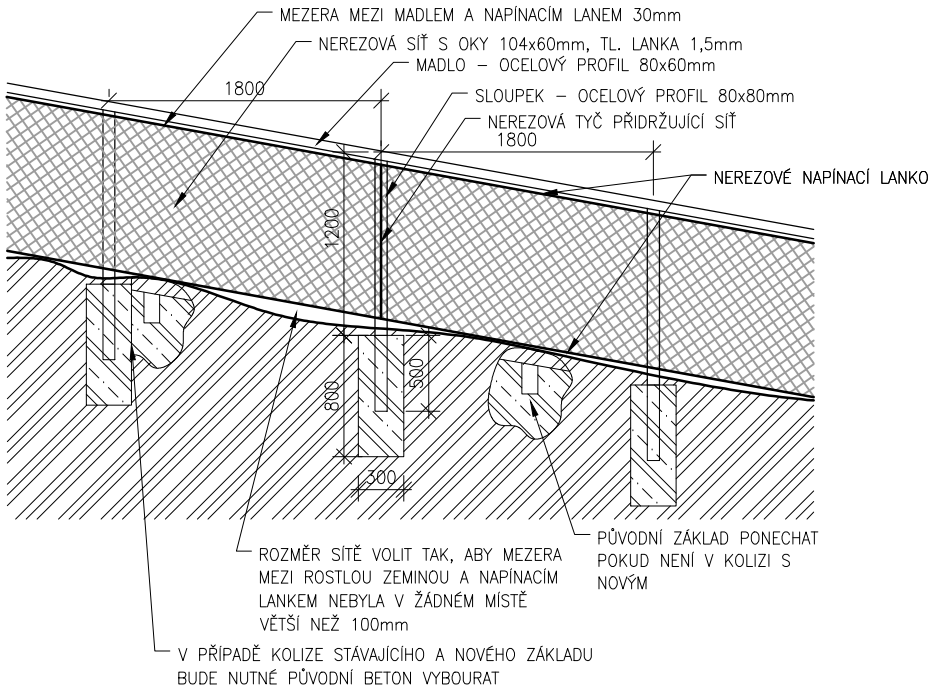 MEZERA MEZI MADLEM A NAPÍNACÍM LANEM 30mm
NEREZOVÁ SÍŤ S OKY 104x60mm, TL. LANKA 1,5mm
MADLO – OCELOVÝ PROFIL 80x60mm
1800
SLOUPEK – OCELOVÝ PROFIL 80x80mm
NEREZOVÁ TYČ PŘIDRŽUJÍCÍ SÍŤ
1800
NEREZOVÉ NAPÍNACÍ LANKO
1200
800
500
300
PŮVODNÍ ZÁKLAD PONECHAT
POKUD NENÍ V KOLIZI S
NOVÝM
ROZMĚR SÍTĚ VOLIT TAK, ABY MEZERA
MEZI ROSTLOU ZEMINOU A NAPÍNACÍM
LANKEM NEBYLA V ŽÁDNÉM MÍSTĚ
VĚTŠÍ NEŽ 100mm
V PŘÍPADĚ KOLIZE STÁVAJÍCÍHO A NOVÉHO ZÁKLADU
BUDE NUTNÉ PŮVODNÍ BETON VYBOURAT